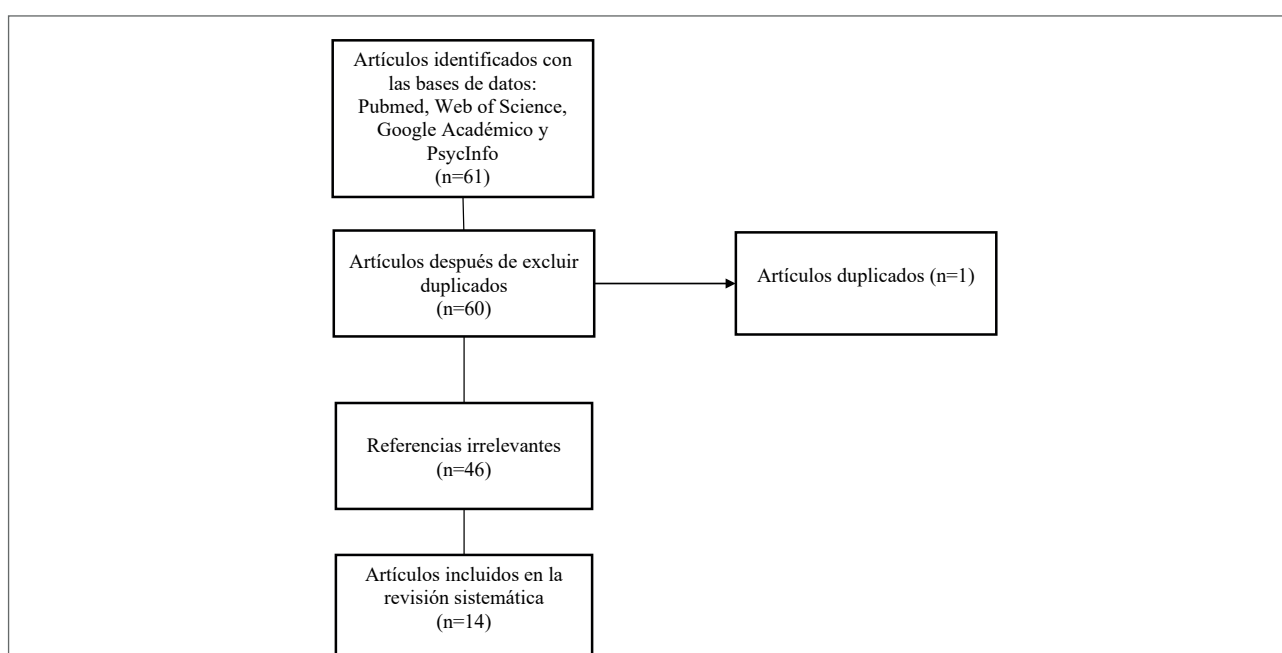 Artículos identificados con
las bases de datos:
Pubmed, Web of Science,
Google Académico y
PsycInfo
(n=61)
Artículos después de excluir
duplicados
(n=60)
Artículos duplicados (n=1)
Referencias irrelevantes
(n=46)
Artículos incluidos en la
revisión sistemática
(n=14)